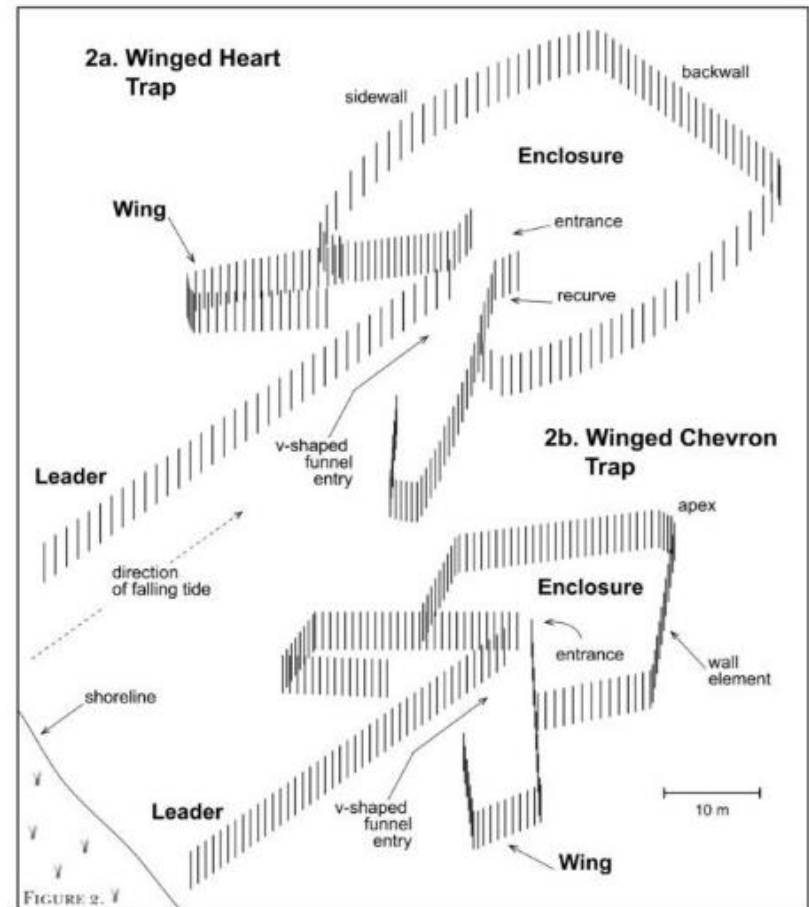 2a. Winged Heart
Trap
sidewall
backwall
Enclosure
Wing
entrance
recurve
v-shaped
funnel
entry
Leader
direction
of falling tide
2b. Winged Chevron
Trap
apex
Enclosure
entrance
wall
element
shoreline
v-shaped
funnel
entry
Leader
10 m
Wing
FIGURE 2.